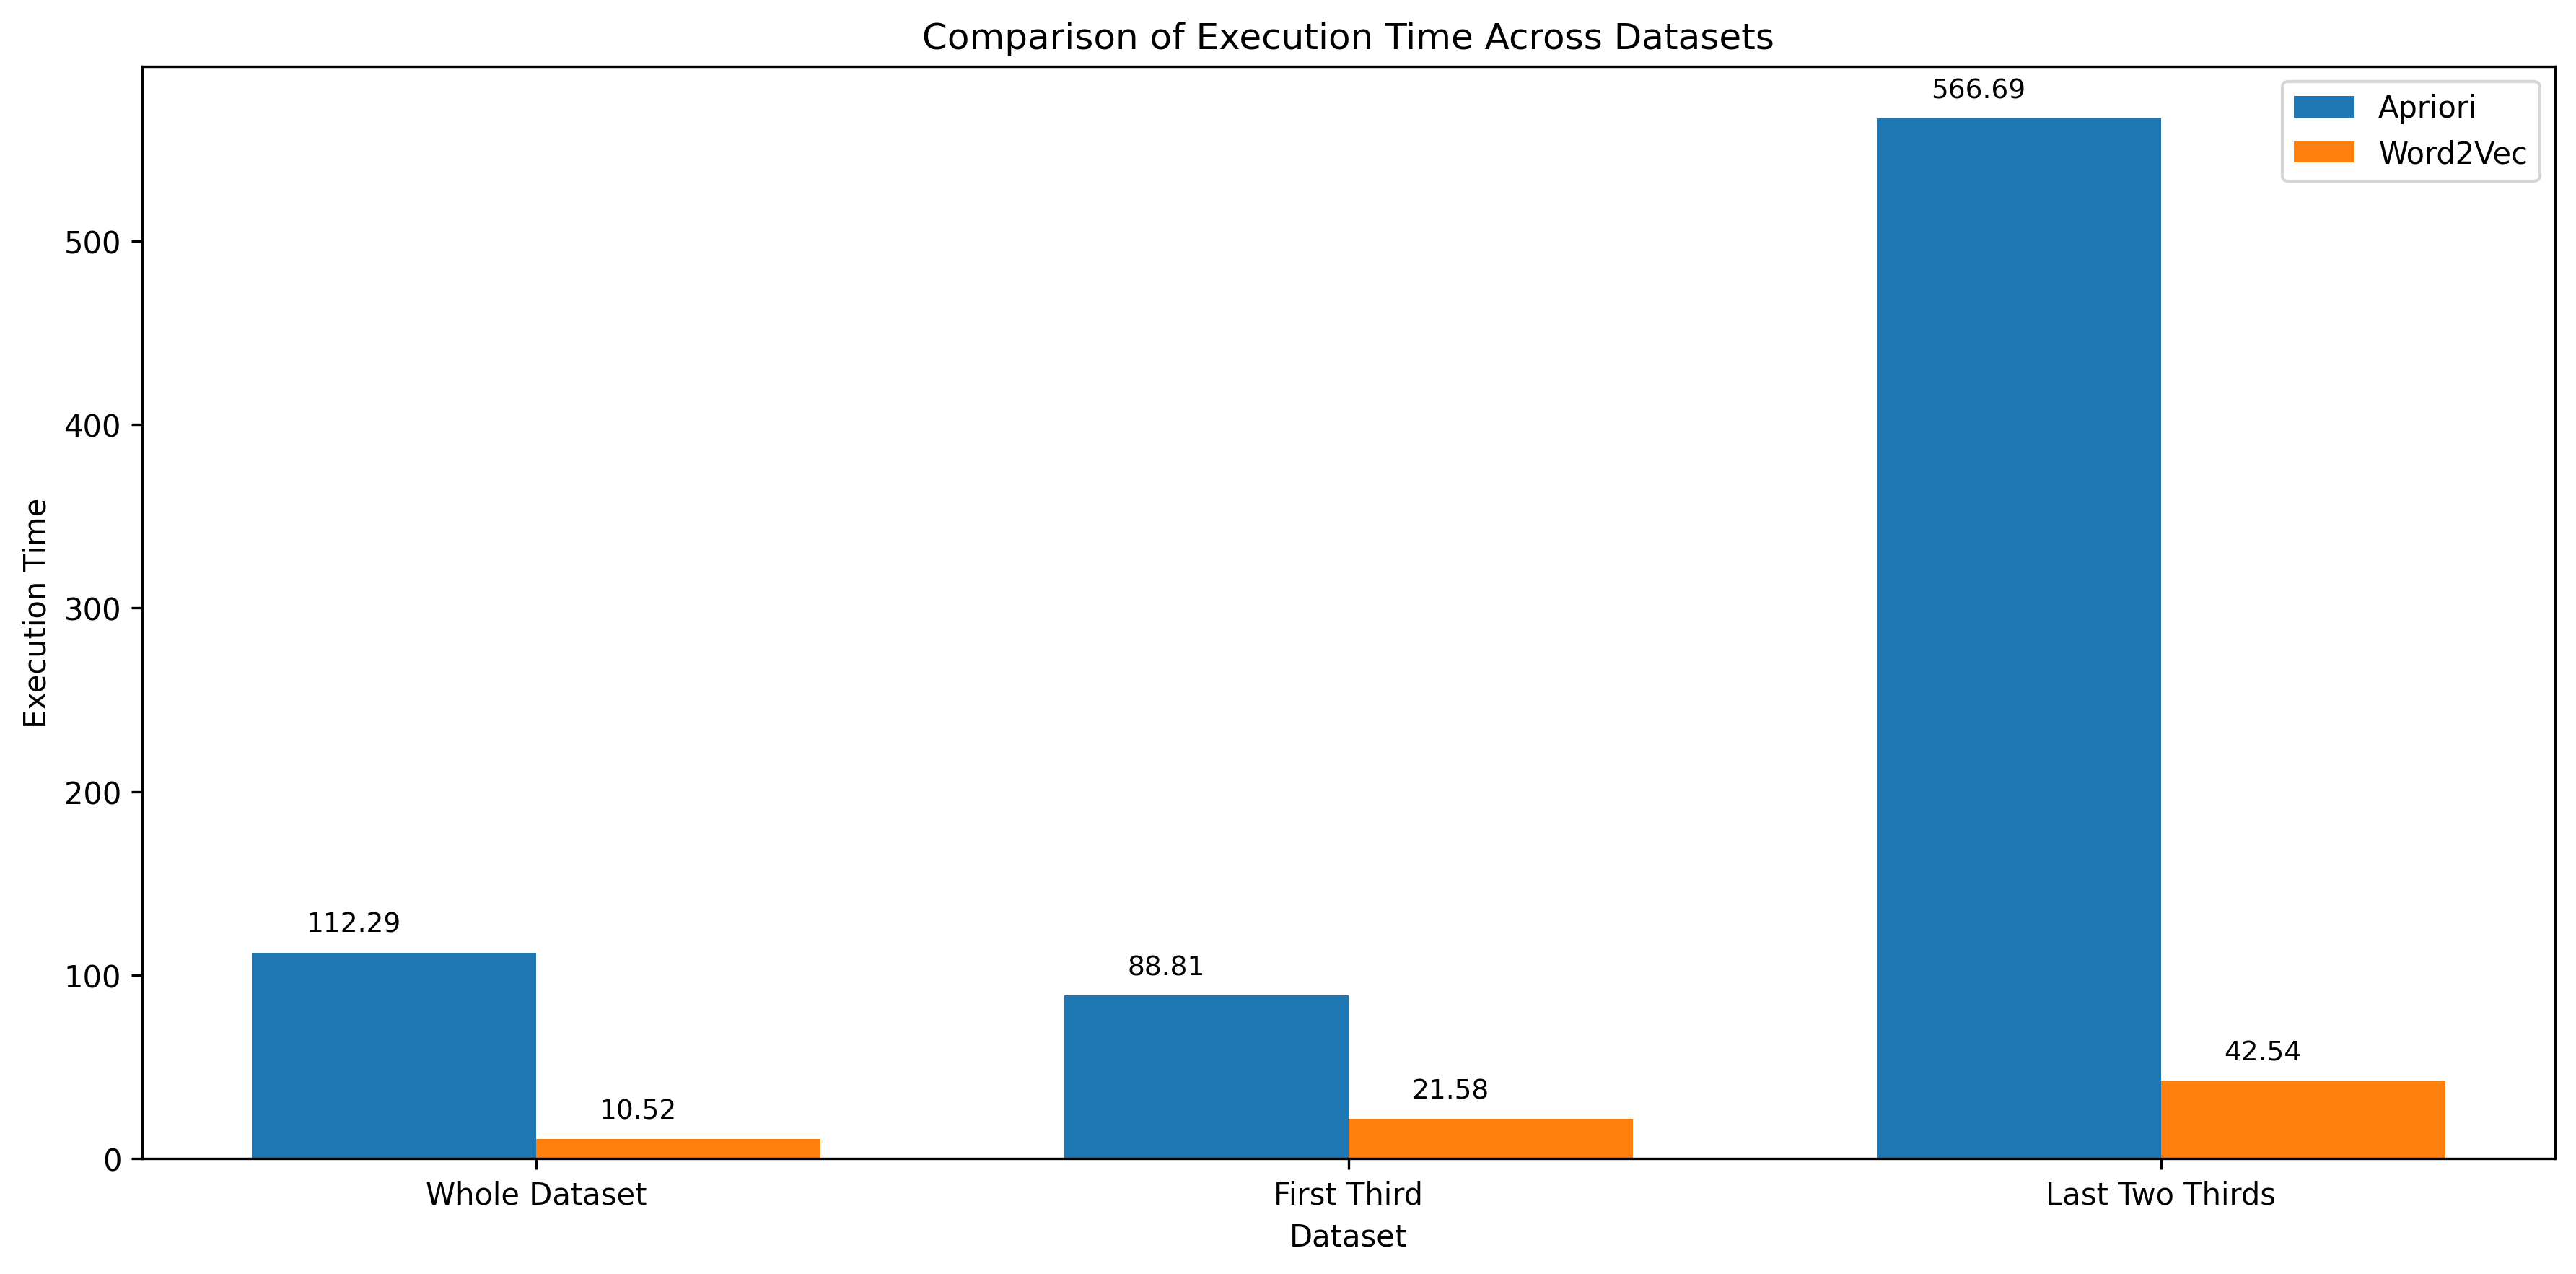 Comparison of Execution Time Across Datasets
Apriori
Word2Vec
566.69
500
400
300
200
100
0
Execution Time
112.29
10.52
88.81
21.58
42.54
Whole Dataset
First Third
Last Two Thirds
Dataset